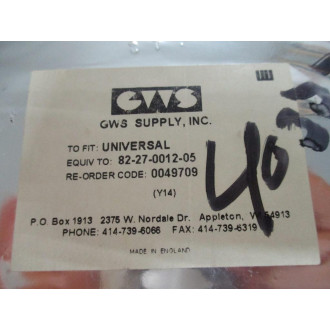 GWS
GWS SUPPLY, INC.
TO FIT: UNIVERSAL
EQUIV TO: 82-27-0012-05
RE-ORDER CODE: 0049709
(Y14)
40
P.O. Box 1913 2375 W. Nordale Dr. Appleton, WI 54913
PHONE: 414-739-6066 FAX: 414-739-6319
MADE IN ENGLAND